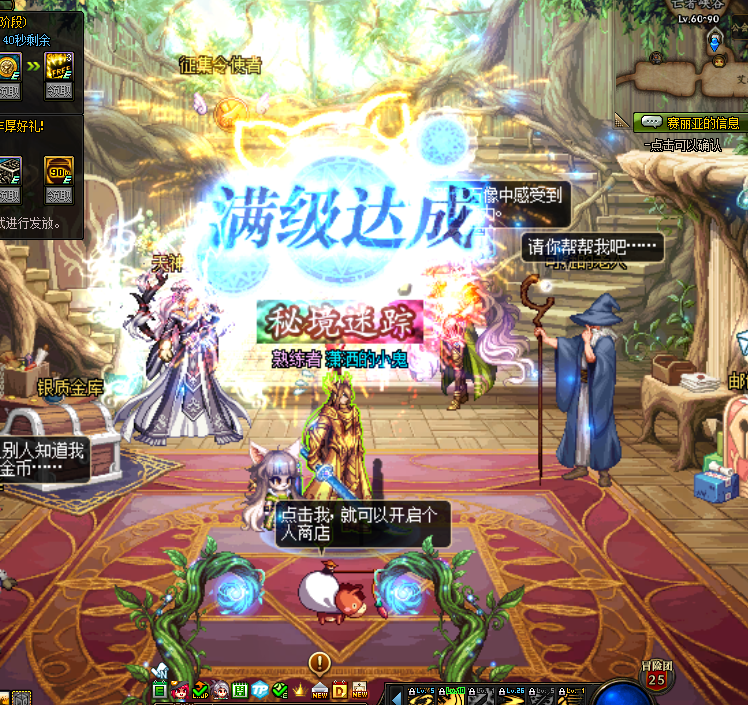 阶段)
40秒剩余
FREE
领取
领取
丰厚好礼!
90
领取
领取
式进行发放。
征集令使者
Lv.60-90
赛丽亚的信息
-点击可以确认
满级达成
像中感受到
请你帮帮我吧……
天神
秘境迷踪
熟练者 潇洒的小鬼
银质金库
别人知道我
金币……
点击我, 就可以开启个
人商店
冒险团
25
NEW
NEW